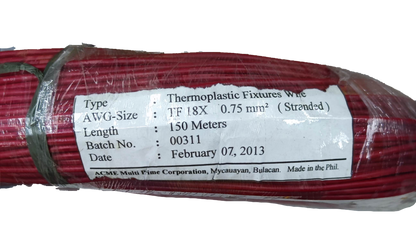 Type : Thermoplastic Fixtures Wire
AWG-Size : TF 18X 0.75 mm² ( Stranded )
Length : 150 Meters
Batch No. : 00311
Date : February 07, 2013
ACME Multi Prime Corporation, Mycauayan, Bulacan. Made in the Phil.